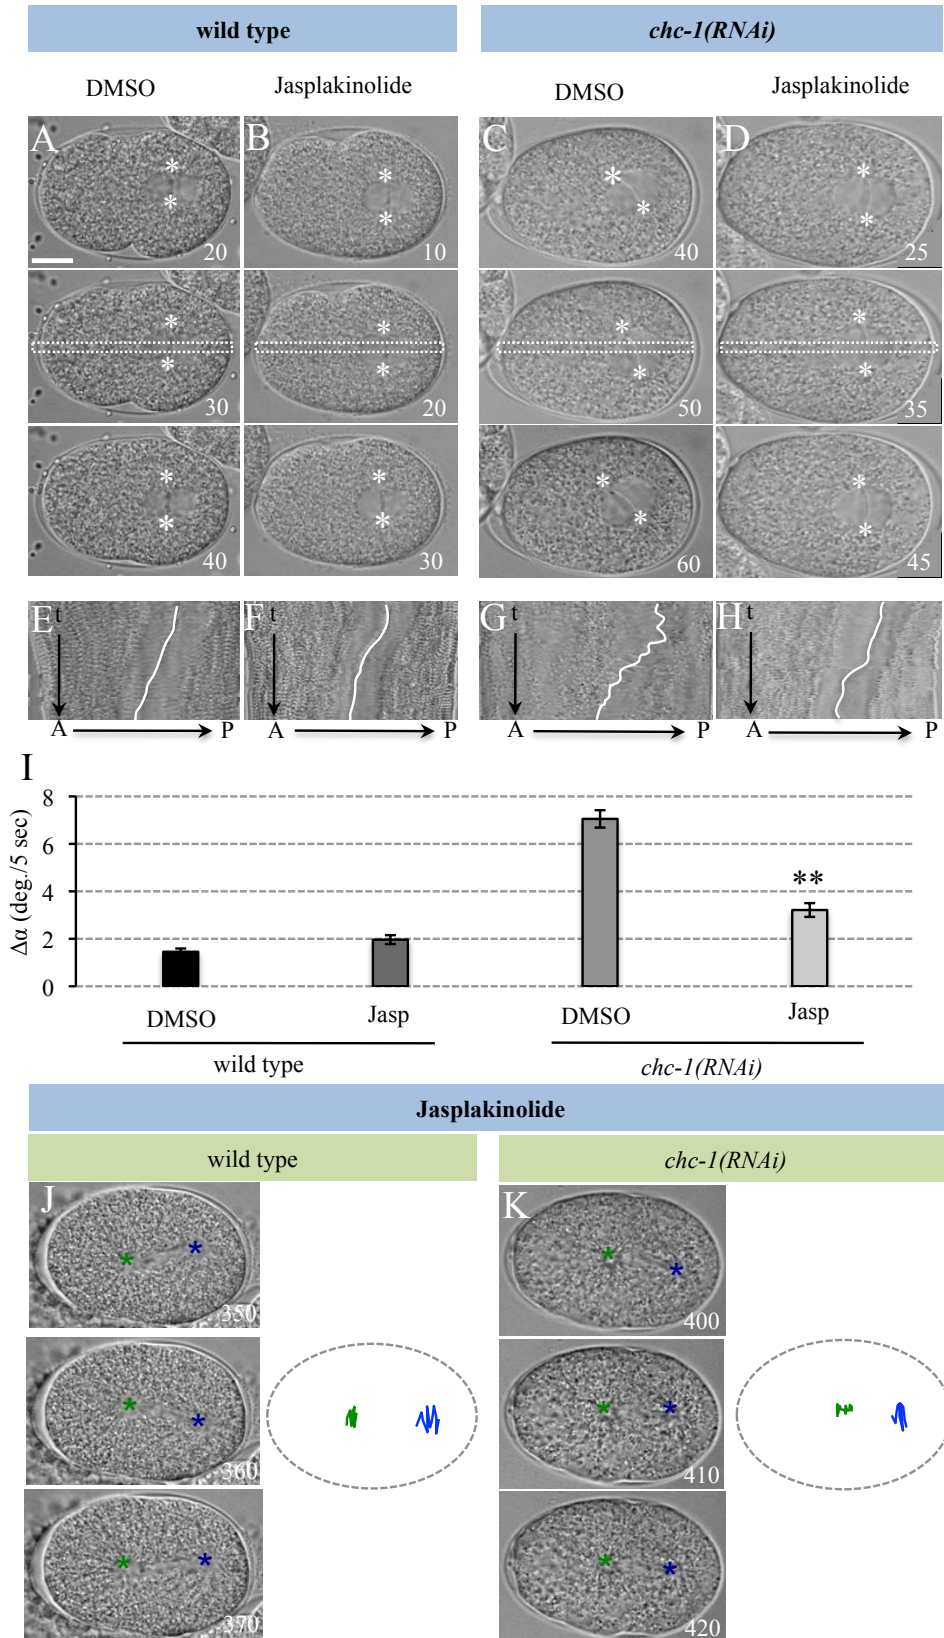 wild type chc-1(RNAi)
DMSO Jasplakinolide DMSO Jasplakinolide
A B C D
* * * *
* * * *
20 10 40 25
* * * *
* * * *
30 20 50 35
* * * *
* * * *
40 30 60 45
E t F t G t H t
A P A P A P A P
I
8
6
4
2
0
Δα (deg./5 sec)
**
DMSO Jasp DMSO Jasp
wild type chc-1(RNAi)
Jasplakinolide
wild type chc-1(RNAi)
J K
* * * *
350 400
* * * *
360 410
* * * *
370 420